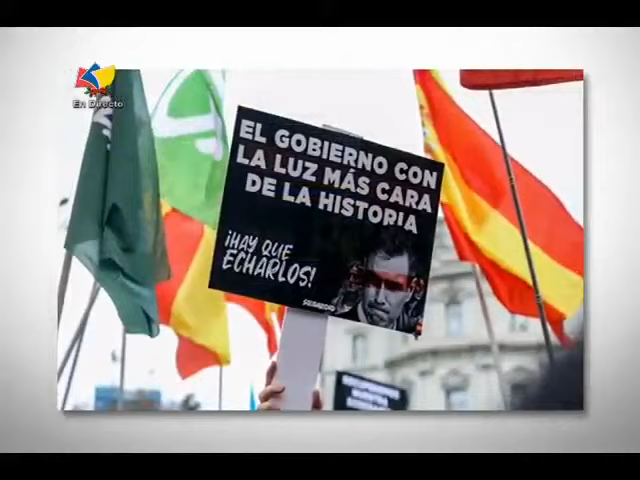 En Directo
EL GOBIERNO CON
LA LUZ MÁS CARA
DE LA HISTORIA
¡HAY QUE
ECHARLOS!